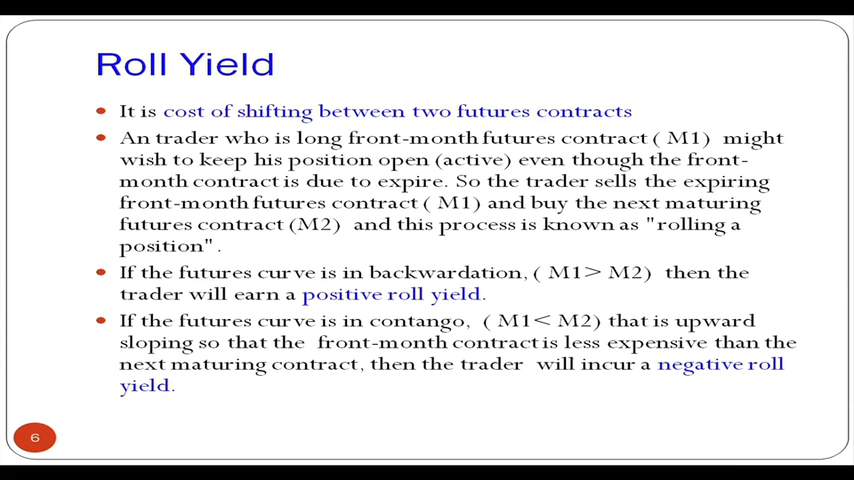 Roll Yield
It is cost of shifting between two futures contracts
An trader who is long front-month futures contract ( M1) might
wish to keep his position open (active) even though the front-
month contract is due to expire. So the trader sells the expiring
front-month futures contract ( M1) and buy the next maturing
futures contract (M2) and this process is known as "rolling a
position".
If the futures curve is in backwardation, ( M1> M2) then the
trader will earn a positive roll yield.
If the futures curve is in contango, ( M1< M2) that is upward
sloping so that the front-month contract is less expensive than the
next maturing contract, then the trader will incur a negative roll
yield.
6